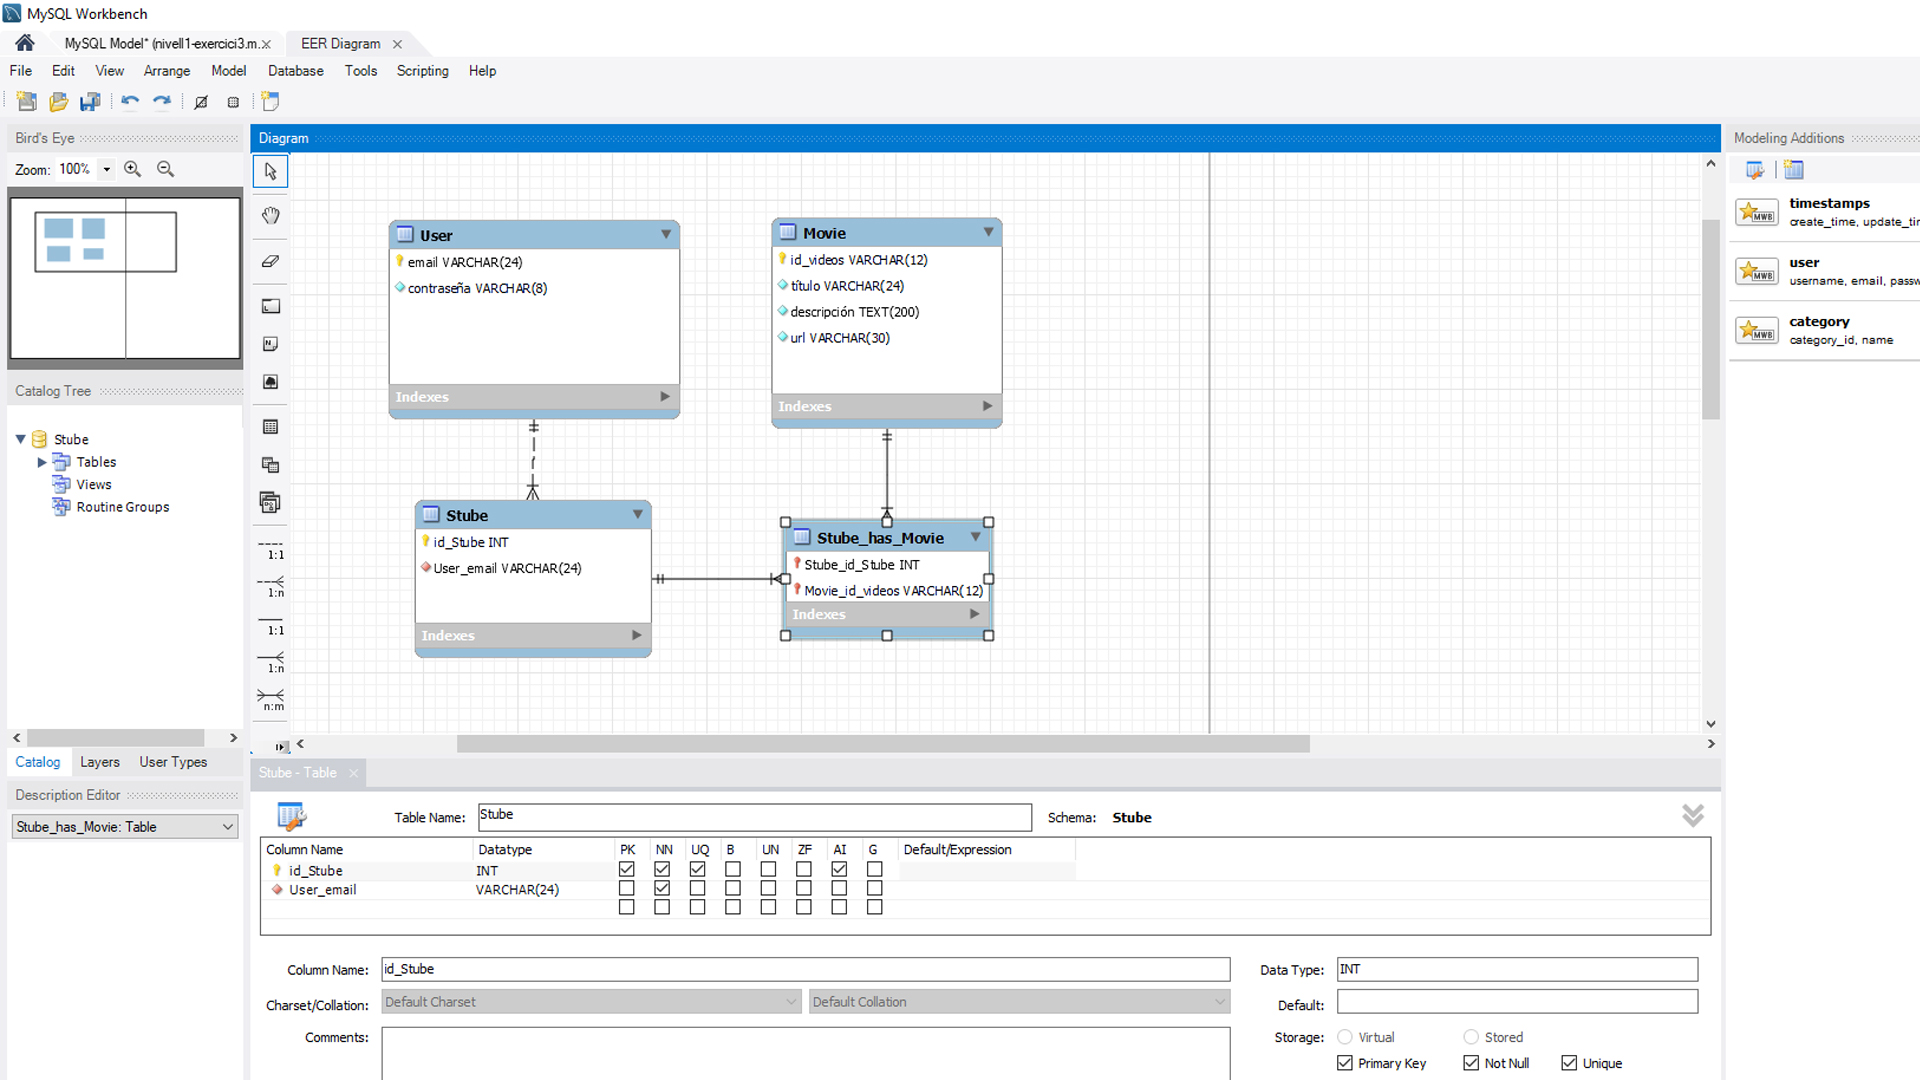 MySQL Workbench
MySQL Model* (nivell1-exercici3.m. EER Diagram
File Edit View Arrange Model Database Tools Scripting Help
Bird's Eye
Zoom: 100%
Catalog Tree
Stube
Tables
Views
Routine Groups
Catalog Layers User Types
Description Editor
Stube_has_Movie: Table
Diagram
1:1
1:n
1:1
1:n
n:m
User
email VARCHAR(24)
contraseña VARCHAR(8)
Indexes
Movie
id_videos VARCHAR(12)
título VARCHAR(24)
descripción TEXT(200)
url VARCHAR(30)
Indexes
Stube
id_Stube INT
User_email VARCHAR(24)
Indexes
Stube_has_Movie
Stube_id_Stube INT
Movie_id_videos VARCHAR(12)
Indexes
Modeling Additions
MWB
timestamps
create_time, update_tir
MWB
user
username, email, passw
MWB
category
category_id, name
Stube - Table
Table Name: Stube Schema: Stube
Column Name Datatype PK NN UQ B UN ZF AI G Default/Expression
id_Stube INT
User_email VARCHAR(24)
Column Name: id_Stube Data Type: INT
Charset/Collation: Default Charset Default Collation Default:
Comments: Storage: Virtual Stored
Primary Key Not Null Unique